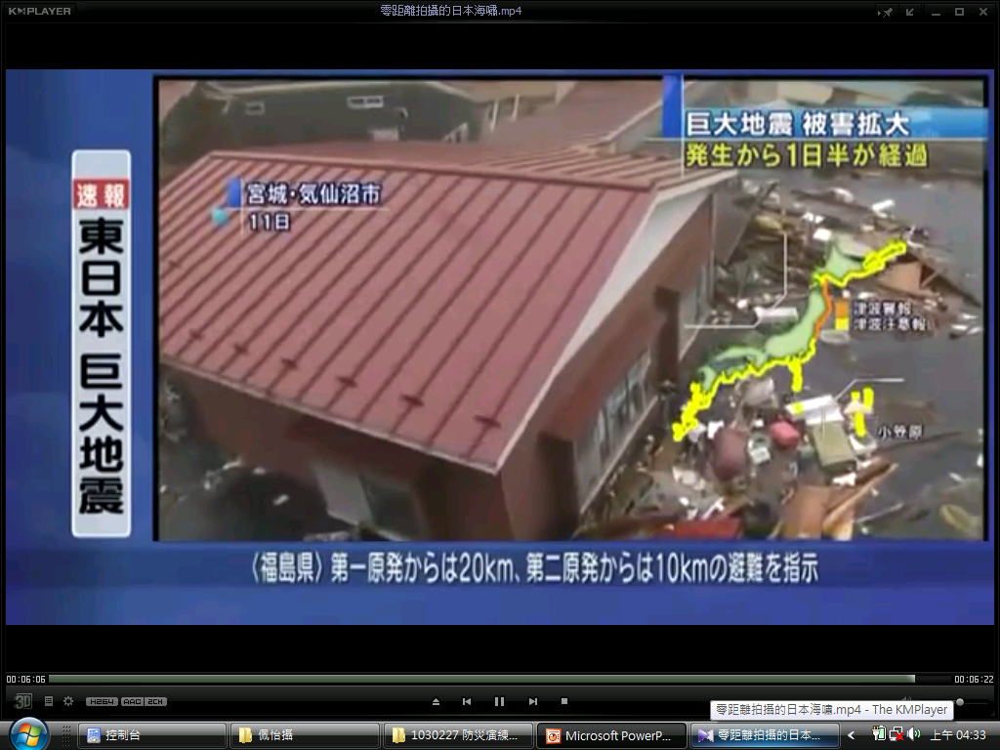 KMPLAYER
零距離拍攝的日本海嘯.mp4
巨大地震 被害拡大
発生から1日半が経過
速報
東日本 巨大地震
宮城・気仙沼市
11日
津波警報
津波注意報
小笠原
〈福島県〉第一原発からは20km、第二原発からは10kmの避難を指示
00:06:06
00:06:22
3D
H264
AAC
2CH
零距離拍攝的日本海嘯.mp4 - The KMPlayer
控制台
佩怡攝
1030227 防災演練...
Microsoft PowerP...
零距離拍攝的日本...
上午 04:33